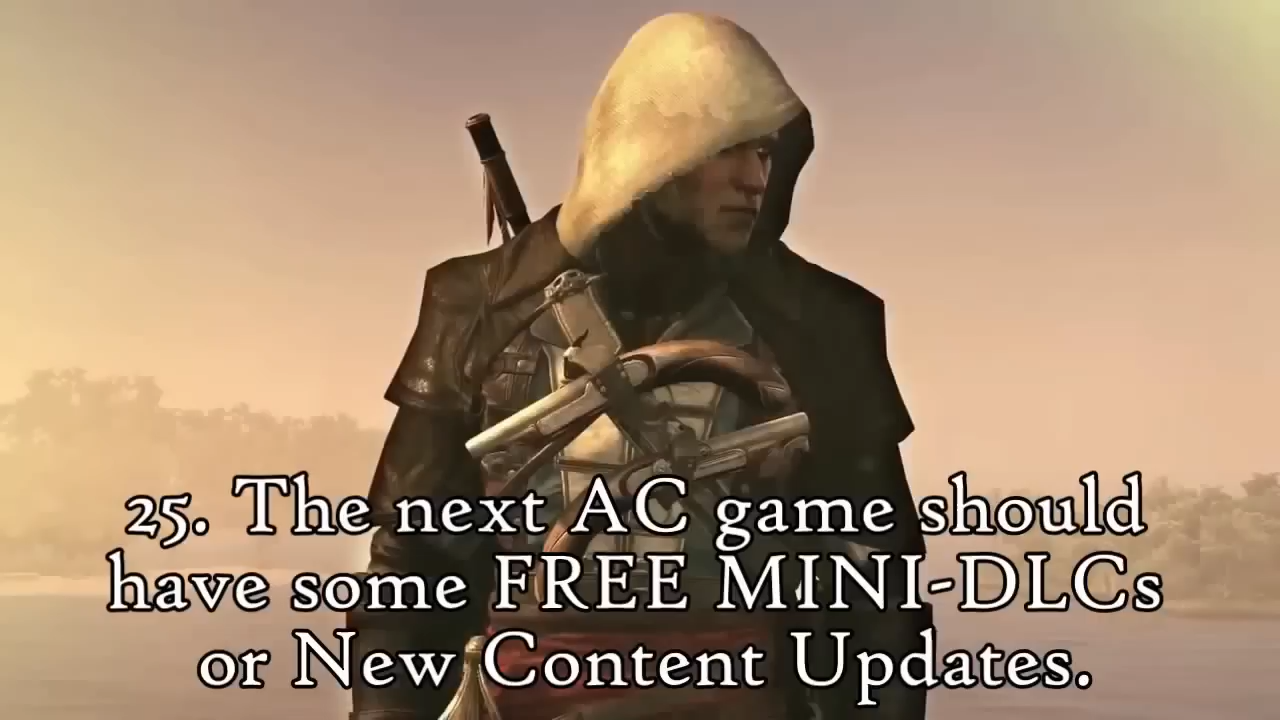 25. The next AC game should
have some FREE MINI-DLCs
or New Content Updates.